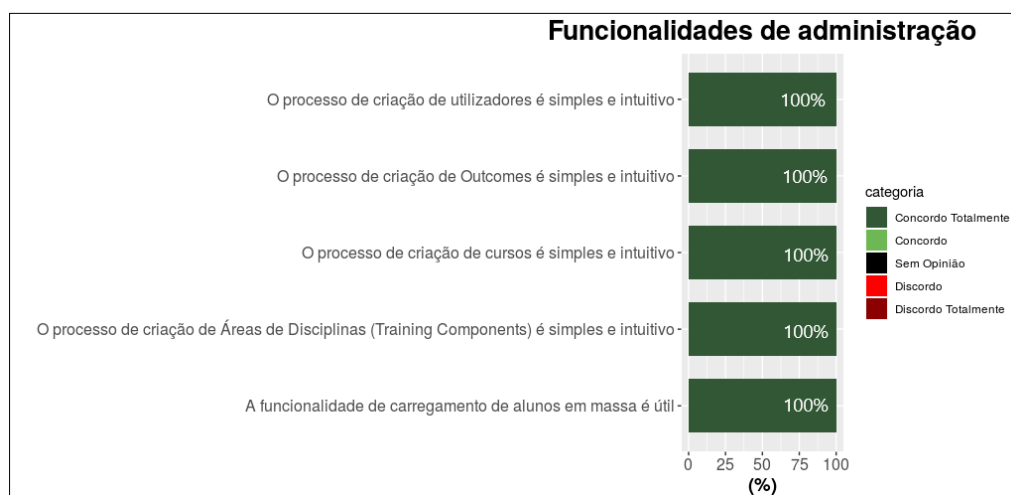 Funcionalidades de administração
O processo de criação de utilizadores é simples e intuitivo
100%
O processo de criação de Outcomes é simples e intuitivo
100%
O processo de criação de cursos é simples e intuitivo
100%
O processo de criação de Áreas de Disciplinas (Training Components) é simples e intuitivo
100%
A funcionalidade de carregamento de alunos em massa é útil
100%
0 25 50 75 100
(%)
categoria
Concordo Totalmente
Concordo
Sem Opinião
Discordo
Discordo Totalmente